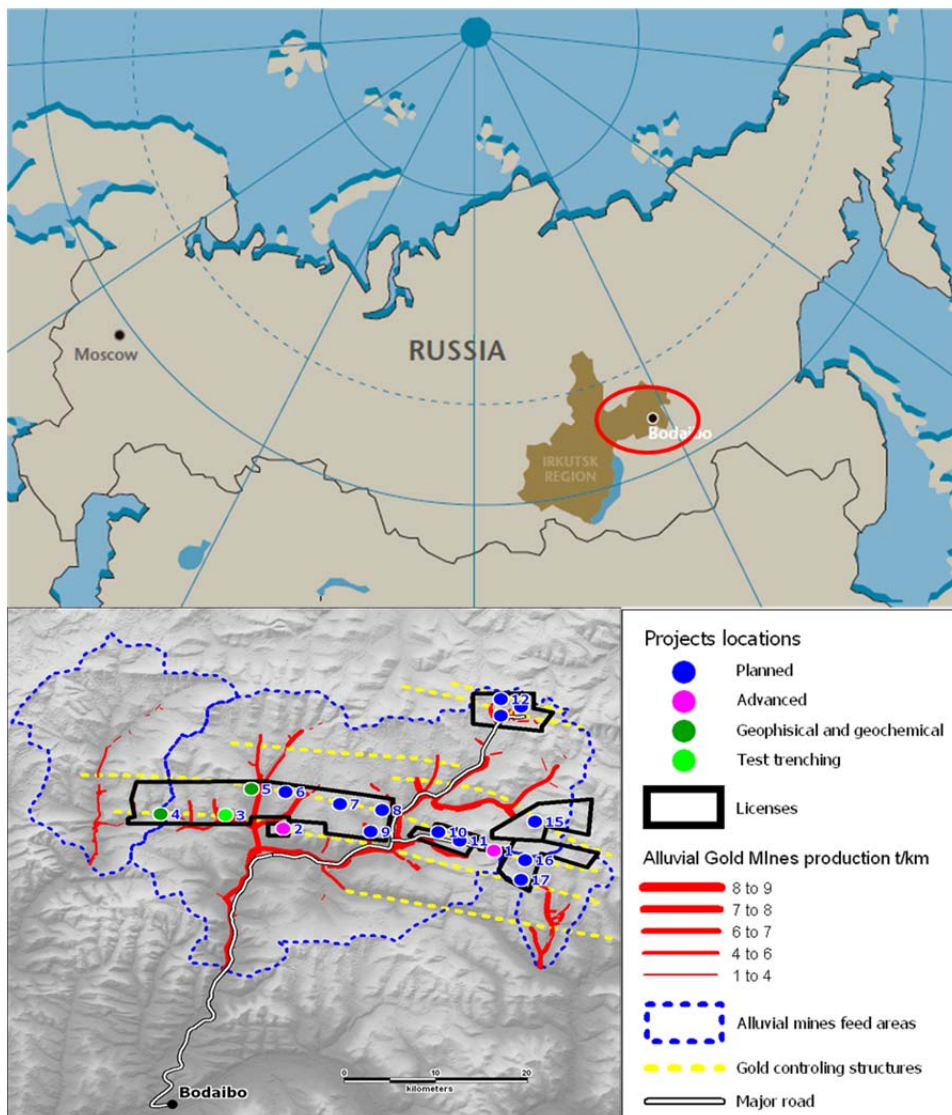 RUSSIA
Moscow
Bodaibo
IRKUTSK
REGION
12
5
6
7
8
4
3
2
9
10
11
1
15
16
17
Bodaibo
0 10 20
kilometers
Projects locations
Planned
Advanced
Geophisical and geochemical
Test trenching
Licenses
Alluvial Gold MInes production t/km
8 to 9
7 to 8
6 to 7
4 to 6
1 to 4
Alluvial mines feed areas
Gold controling structures
Major road